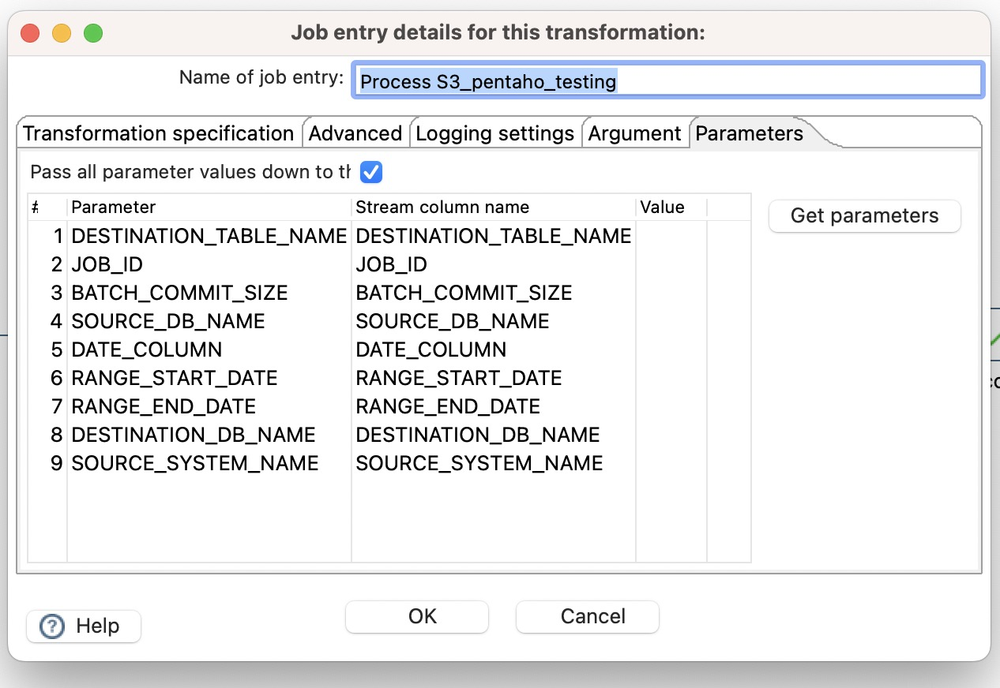 Job entry details for this transformation:
Name of job entry: Process S3_pentaho_testing
Transformation specification Advanced Logging settings Argument Parameters
Pass all parameter values down to
# Parameter Stream column name Value
Get parameters
1 DESTINATION_TABLE_NAME DESTINATION_TABLE_NAME
2 JOB_ID JOB_ID
3 BATCH_COMMIT_SIZE BATCH_COMMIT_SIZE
4 SOURCE_DB_NAME SOURCE_DB_NAME
5 DATE_COLUMN DATE_COLUMN
6 RANGE_START_DATE RANGE_START_DATE
7 RANGE_END_DATE RANGE_END_DATE
8 DESTINATION_DB_NAME DESTINATION_DB_NAME
9 SOURCE_SYSTEM_NAME SOURCE_SYSTEM_NAME
? Help
OK
Cancel